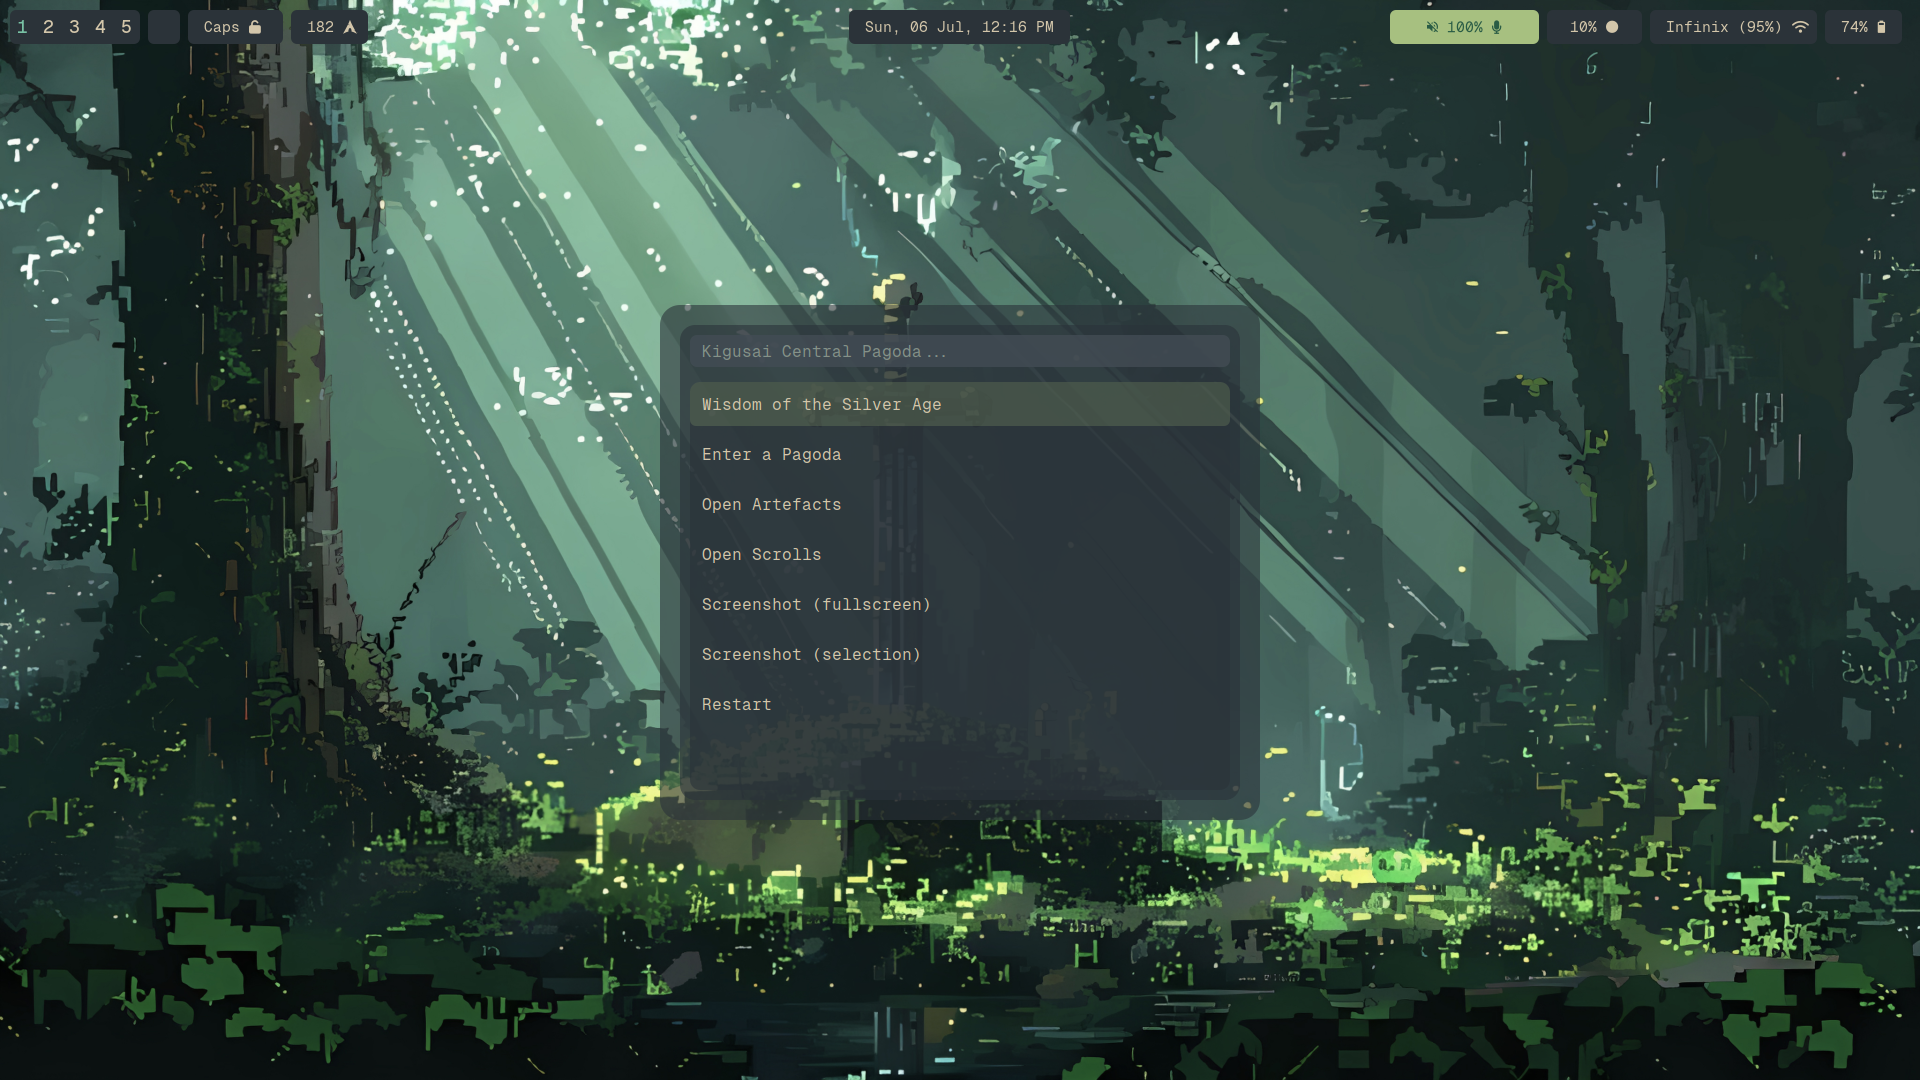 1 2 3 4 5
Caps
182
Sun, 06 Jul, 12:16 PM
100%
10%
Infinix (95%)
74%
Kigusai Central Pagoda...
Wisdom of the Silver Age
Enter a Pagoda
Open Artefacts
Open Scrolls
Screenshot (fullscreen)
Screenshot (selection)
Restart